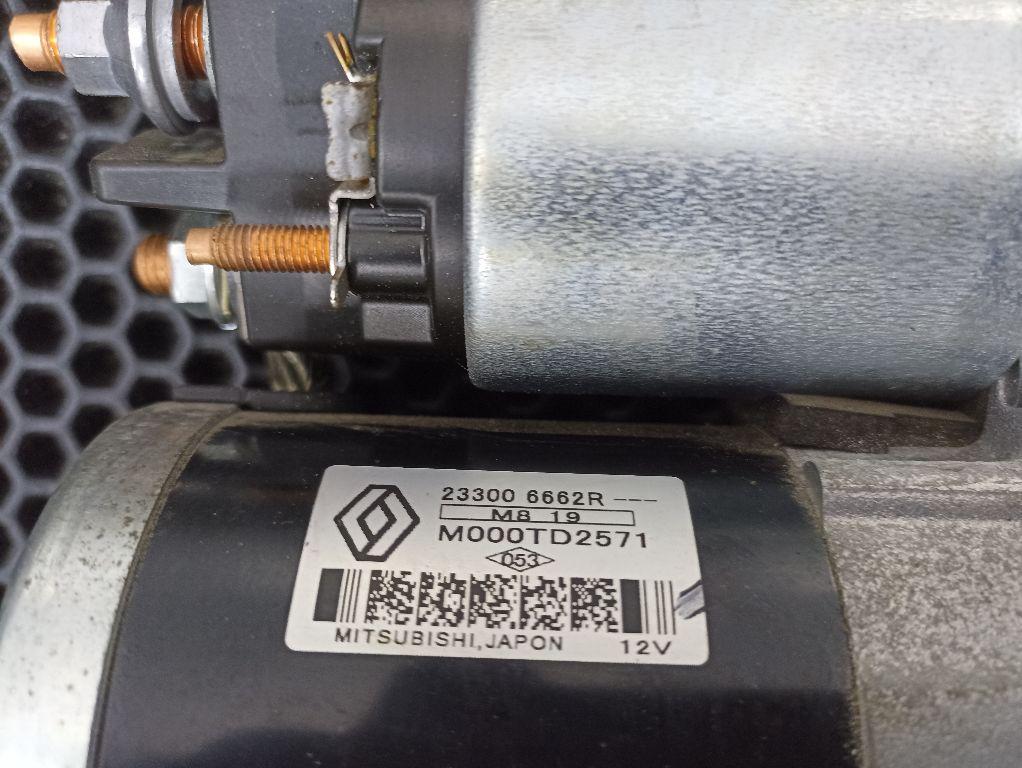 23300 6662R ---
M8 19
M000TD2571
053
MITSUBISHI,JAPON
12V